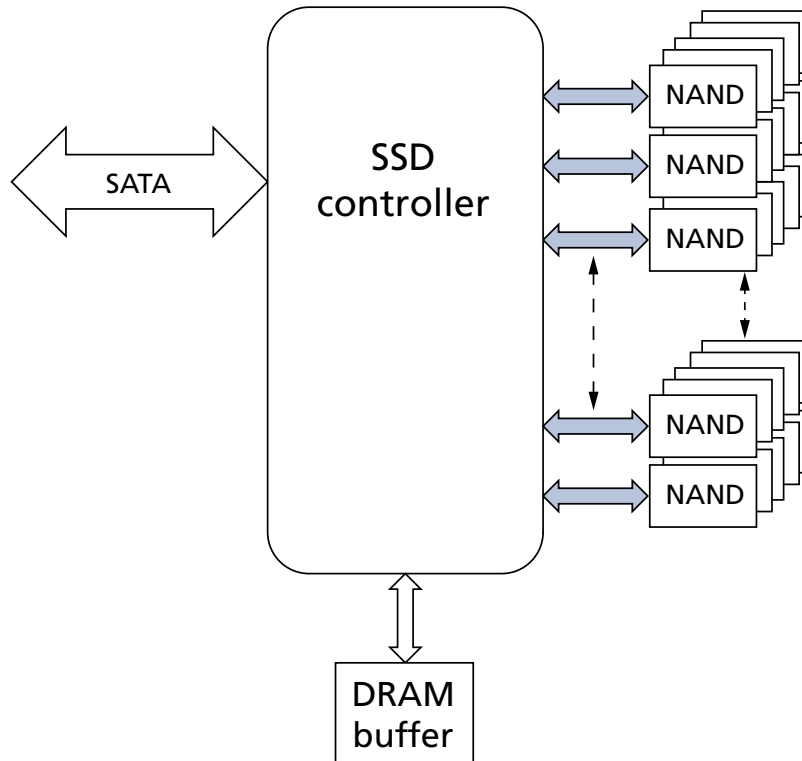 SATA
SSD
controller
NAND
NAND
NAND
NAND
NAND
DRAM
buffer